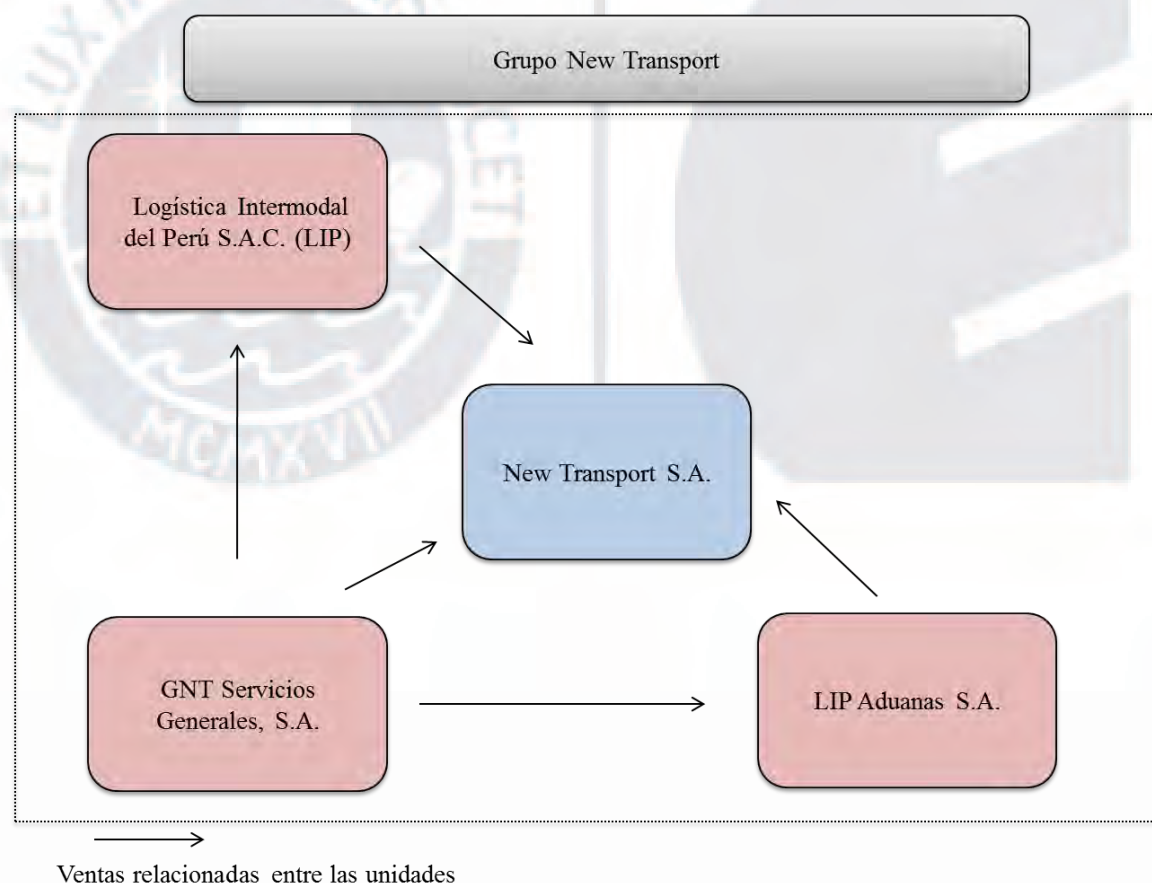 Grupo New Transport
Logística Intermodal
del Perú S.A.C. (LIP)
New Transport S.A.
GNT Servicios
Generales, S.A.
LIP Aduanas S.A.
Ventas relacionadas entre las unidades
MCMXVII